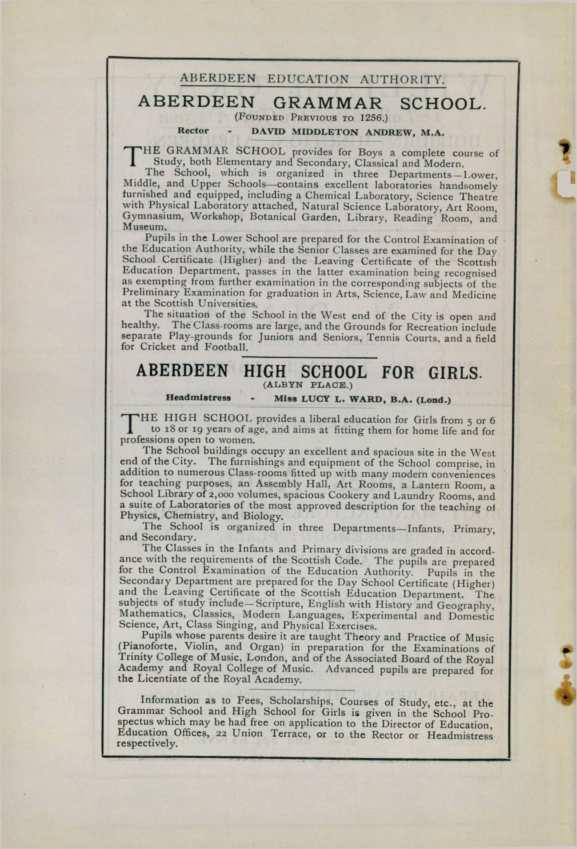 ABERDEEN EDUCATION AUTHORITY.
ABERDEEN GRAMMAR SCHOOL.
(FOUNDED PREVIOUS TO 1256.)
Rector - DAVID MIDDLETON ANDREW, M.A.
THE GRAMMAR SCHOOL provides for Boys a complete course of
Study, both Elementary and Secondary, Classical and Modern.
The School, which is organized in three Departments—Lower,
Middle, and Upper Schools—contains excellent laboratories handsomely
furnished and equipped, including a Chemical Laboratory, Science Theatre
with Physical Laboratory attached, Natural Science Laboratory, Art Room,
Gymnasium, Workshop, Botanical Garden, Library, Reading Room, and
Museum.
Pupils in the Lower School are prepared for the Control Examination of
the Education Authority, while the Senior Classes are examined for the Day
School Certificate (Higher) and the Leaving Certificate of the Scottish
Education Department, passes in the latter examination being recognised
as exempting from further examination in the corresponding subjects of the
Preliminary Examination for graduation in Arts, Science, Law and Medicine
at the Scottish Universities.
The situation of the School in the West end of the City is open and
healthy. The Class-rooms are large, and the Grounds for Recreation include
separate Play-grounds for Juniors and Seniors, Tennis Courts, and a field
for Cricket and Football.
ABERDEEN HIGH SCHOOL FOR GIRLS.
(ALBYN PLACE.)
Headmistress - Miss LUCY L. WARD, B.A. (Lond.)
THE HIGH SCHOOL provides a liberal education for Girls from 5 or 6
to 18 or 19 years of age, and aims at fitting them for home life and for
professions open to women.
The School buildings occupy an excellent and spacious site in the West
end of the City. The furnishings and equipment of the School comprise, in
addition to numerous Class-rooms fitted up with many modern conveniences
for teaching purposes, an Assembly Hall, Art Rooms, a Lantern Room, a
School Library of 2,000 volumes, spacious Cookery and Laundry Rooms, and
a suite of Laboratories of the most approved description for the teaching of
Physics, Chemistry, and Biology.
The School is organized in three Departments—Infants, Primary,
and Secondary.
The Classes in the Infants and Primary divisions are graded in accord-
ance with the requirements of the Scottish Code. The pupils are prepared
for the Control Examination of the Education Authority. Pupils in the
Secondary Department are prepared for the Day School Certificate (Higher)
and the Leaving Certificate of the Scottish Education Department. The
subjects of study include—Scripture, English with History and Geography,
Mathematics, Classics, Modern Languages, Experimental and Domestic
Science, Art, Class Singing, and Physical Exercises.
Pupils whose parents desire it are taught Theory and Practice of Music
(Pianoforte, Violin, and Organ) in preparation for the Examinations of
Trinity College of Music, London, and of the Associated Board of the Royal
Academy and Royal College of Music. Advanced pupils are prepared for
the Licentiate of the Royal Academy.
Information as to Fees, Scholarships, Courses of Study, etc., at the
Grammar School and High School for Girls is given in the School Pro-
spectus which may be had free on application to the Director of Education,
Education Offices, 22 Union Terrace, or to the Rector or Headmistress
respectively.